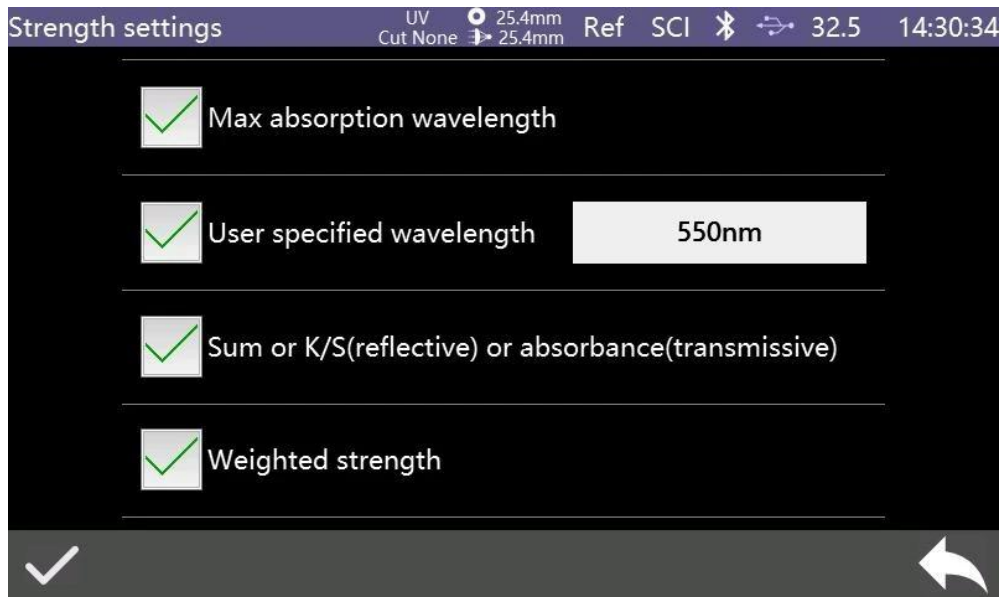 Strength settings UV 25.4mm Ref SCI 32.5 14:30:34
Cut None 25.4mm
Max absorption wavelength
User specified wavelength 550nm
Sum or K/S(reflective) or absorbance(transmissive)
Weighted strength